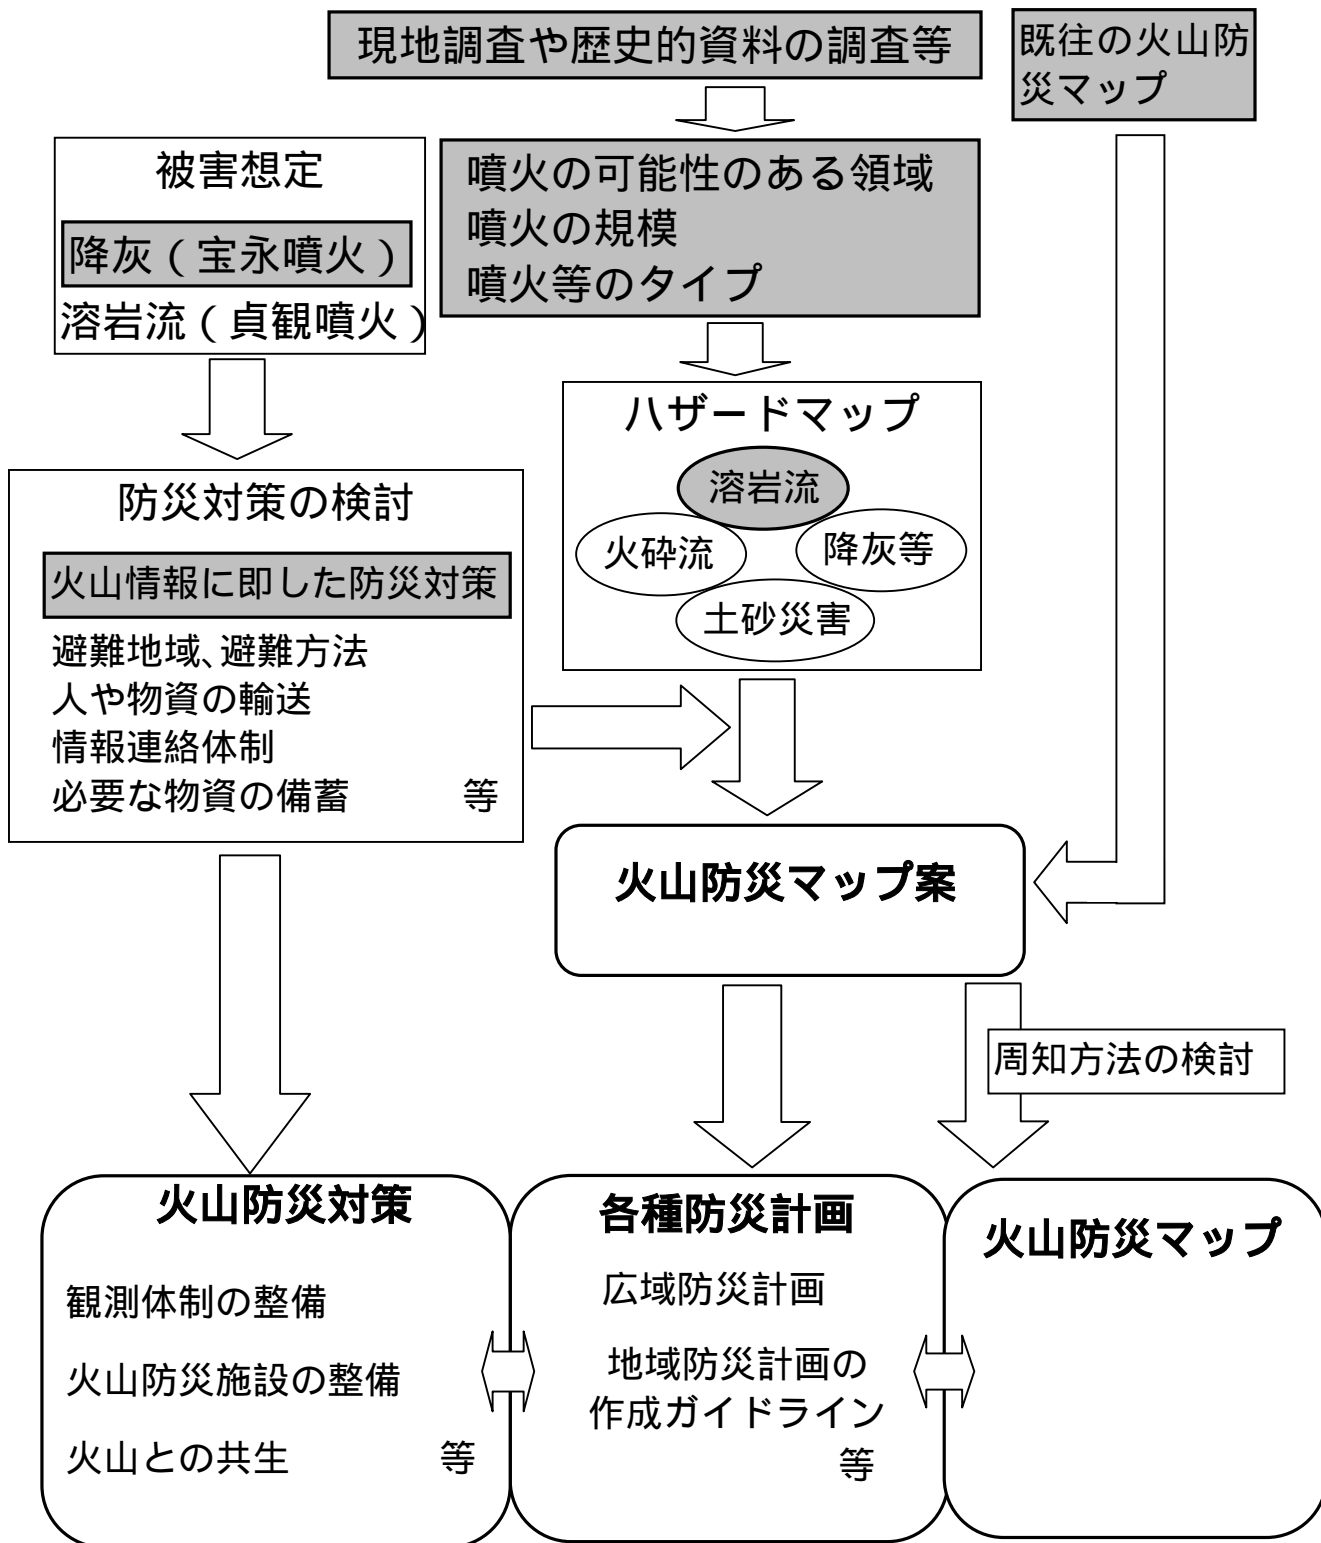 現地調査や歴史的資料の調査等
既往の火山防
災マップ
被害想定
降灰（宝永噴火）
溶岩流（貞観噴火）
噴火の可能性のある領域
噴火の規模
噴火等のタイプ
ハザードマップ
溶岩流
火砕流
降灰等
土砂災害
防災対策の検討
火山情報に即した防災対策
避難地域、避難方法
人や物資の輸送
情報連絡体制
必要な物資の備蓄 等
火山防災マップ案
周知方法の検討
火山防災対策
観測体制の整備
火山防災施設の整備
火山との共生 等
各種防災計画
広域防災計画
地域防災計画の
作成ガイドライン
等
火山防災マップ